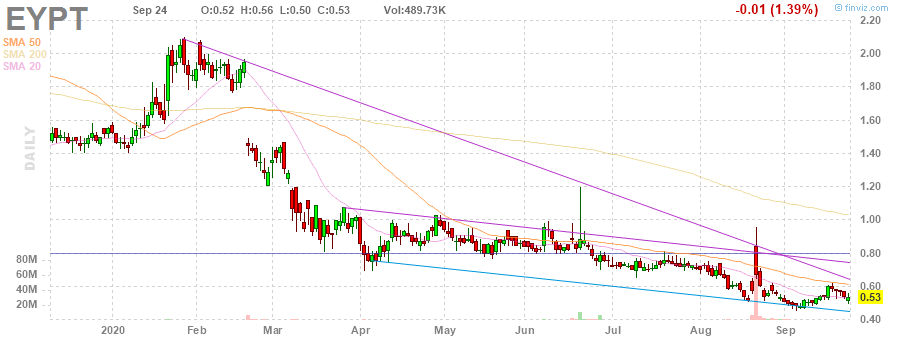 EYPT Sep 24 O:0.52 H:0.56 L:0.50 C:0.53 Vol:489.73K -0.01 (1.39%) © finviz.com
SMA 50
SMA 200
SMA 20
DAILY
2.20
2.00
1.80
1.60
1.40
1.20
1.00
0.80
0.60
0.53
0.40
80M
60M
40M
20M
2020 Feb Mar Apr May Jun Jul Aug Sep